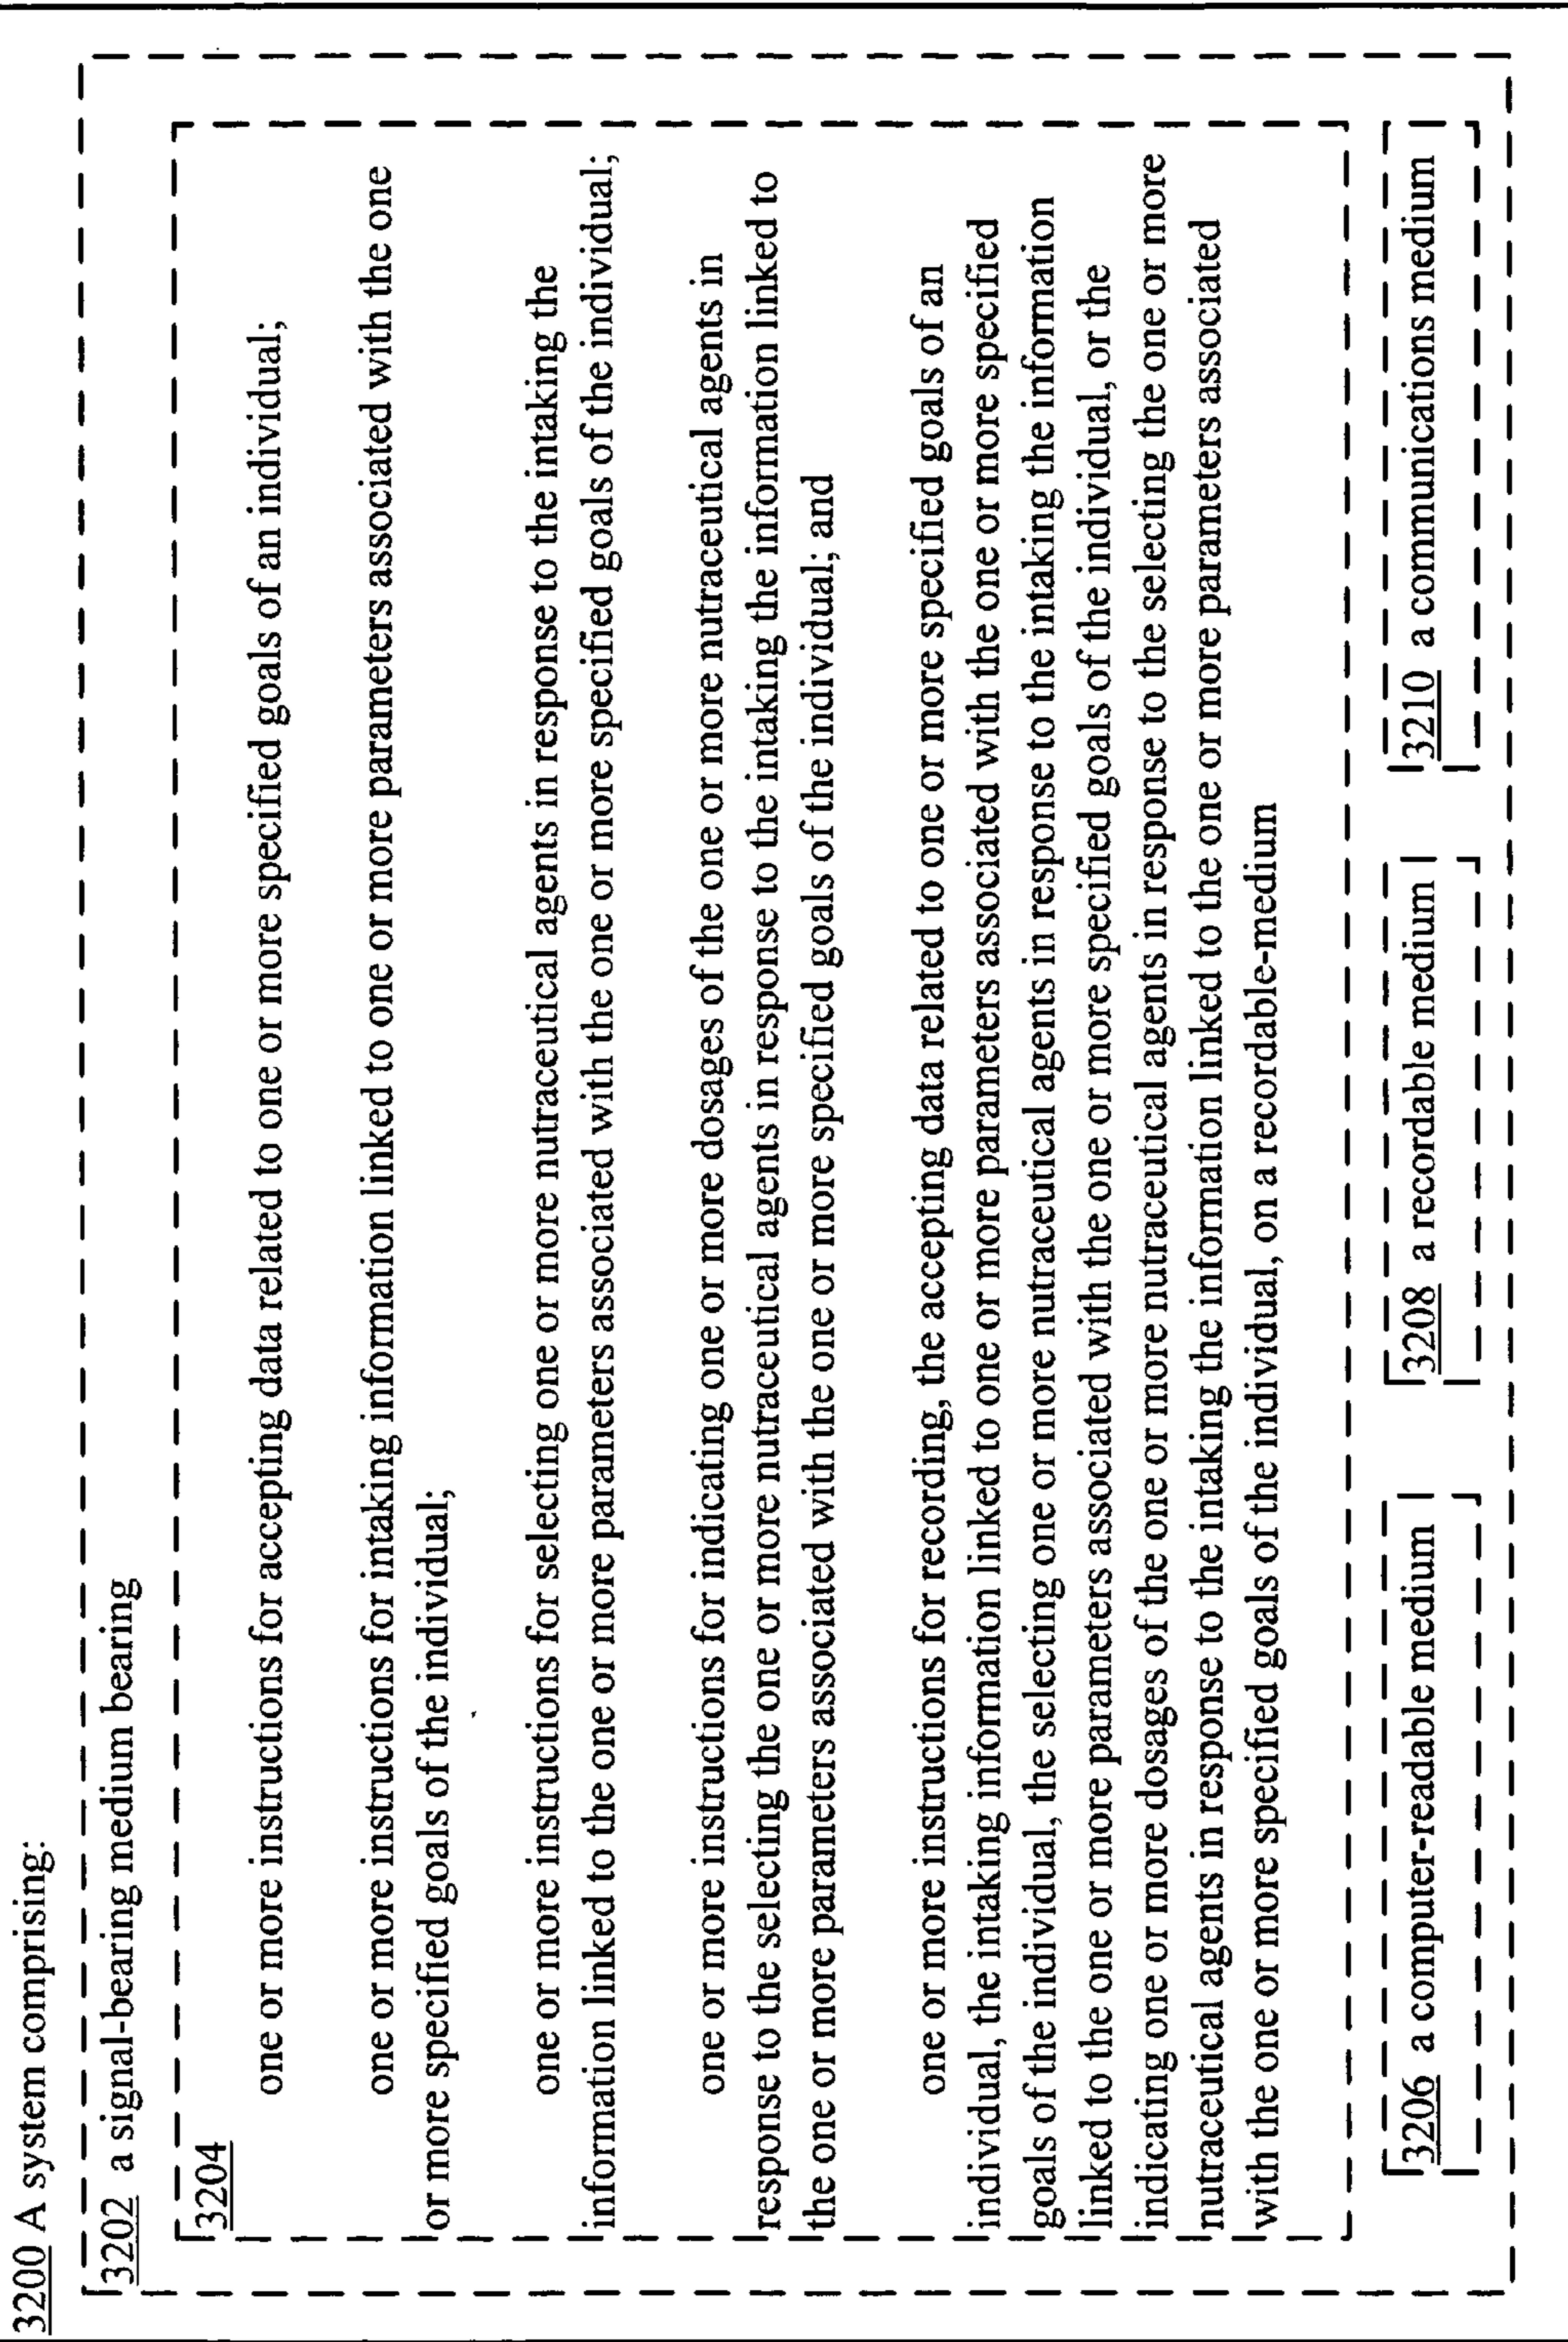 3200 A system comprising:
3202 a signal-bearing medium bearing
3204
one or more instructions for accepting data related to one or more specified goals of an individual;
one or more instructions for intaking information linked to one or more parameters associated with the one
or more specified goals of the individual;
one or more instructions for selecting one or more nutraceutical agents in response to the intaking the
information linked to the one or more parameters associated with the one or more specified goals of the individual;
one or more instructions for indicating one or more dosages of the one or more nutraceutical agents in
response to the selecting the one or more nutraceutical agents in response to the intaking the information linked to
the one or more parameters associated with the one or more specified goals of the individual; and
one or more instructions for recording, the accepting data related to one or more specified goals of an
individual, the intaking information linked to one or more parameters associated with the one or more specified
goals of the individual, the selecting one or more nutraceutical agents in response to the intaking the information
linked to the one or more parameters associated with the one or more specified goals of the individual, or the
indicating one or more dosages of the one or more nutraceutical agents in response to the selecting the one or more
nutraceutical agents in response to the intaking the information linked to the one or more parameters associated
with the one or more specified goals of the individual, on a recordable-medium
3206 a computer-readable medium
3208 a recordable medium
3210 a communications medium